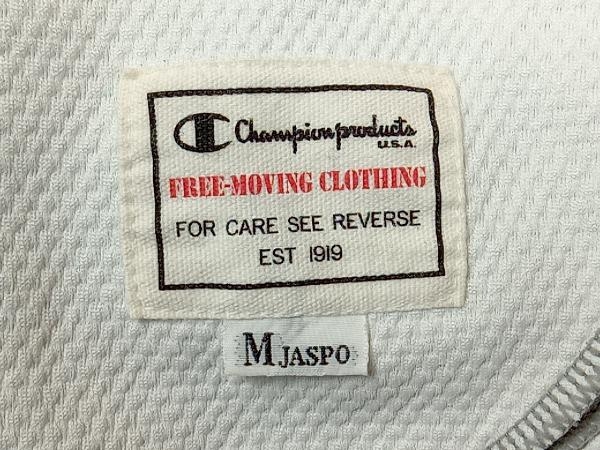 Champion products
U.S.A.
FREE-MOVING CLOTHING
FOR CARE SEE REVERSE
EST 1919
M JASPO